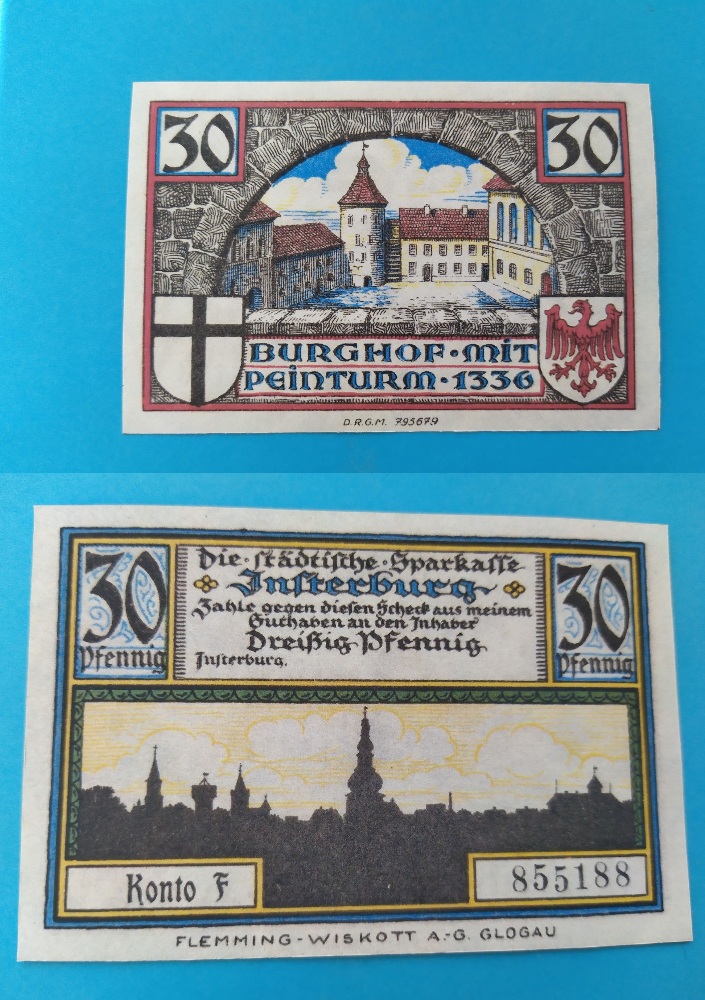 30
30
BURGHOF·MIT
PEINTURM·1336
D.R.G.M. 795679
Die·städtische·Sparkasse
Insterburg
Zahle gegen diesen Scheck aus meinem
Guthaben an den Inhaber
Dreißig Pfennig
Insterburg.
30
Pfennig
30
Pfennig
Konto F
855188
FLEMMING-WISKOTT A.-G. GLOGAU